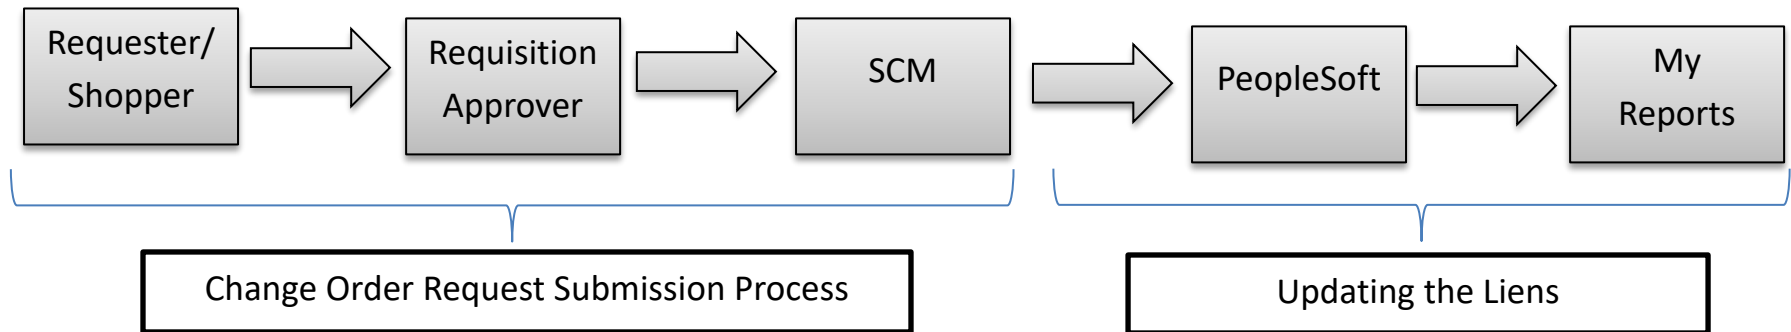 Requester/
Shopper
Requisition
Approver
SCM
PeopleSoft
My
Reports
Change Order Request Submission Process
Updating the Liens